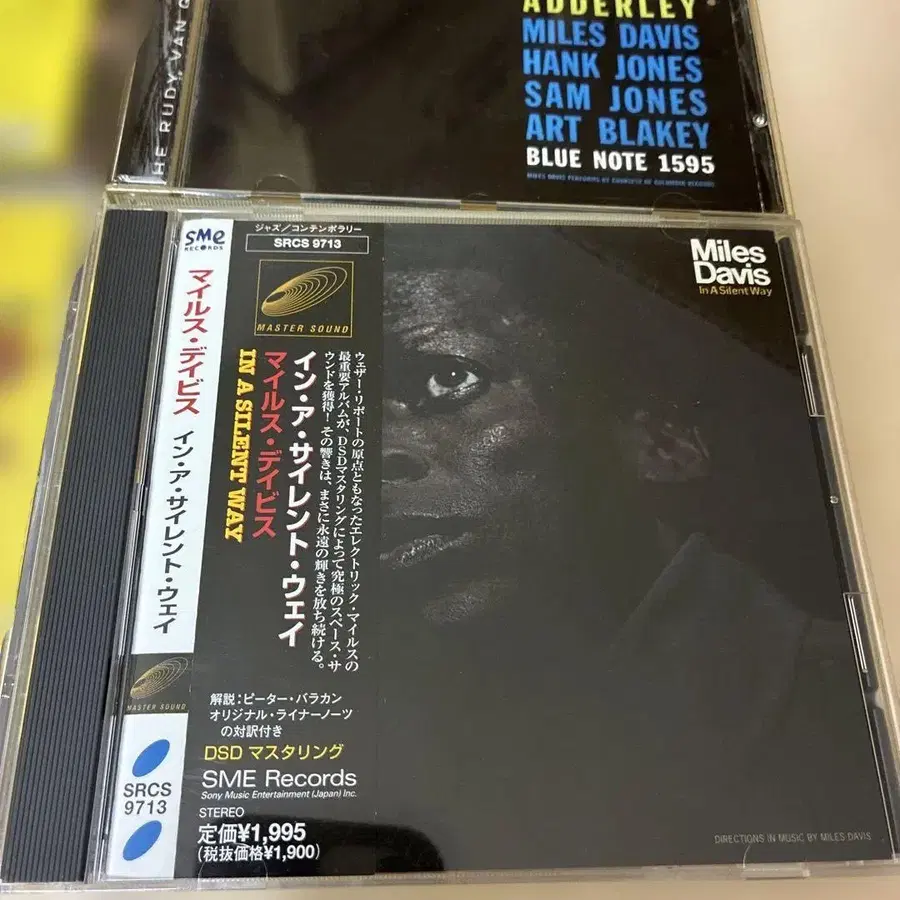 THE RUDY VAN G
ADDERLEY
MILES DAVIS
HANK JONES
SAM JONES
ART BLAKEY
BLUE NOTE 1595
MILES DAVIS PERFORMS BY COURTESY OF COLUMBIA RECORDS
SME
RECORDS
マイルス・デイビス
イン・ア・サイレント・ウェイ
MASTER SOUND
SRCS
9713
ジャズ/コンテンポラリー
SRCS 9713
MASTER SOUND
ウェザー・リポートの原点ともなったエレクトリック・マイルスの
最重要アルバムが、DSDマスタリングによって究極のスペース・サ
ウンドを獲得!その響きは、まさに永遠の輝きを放ち続ける。
イン・ア・サイレント・ウェイ
マイルス・デイビス
IN A SILENT WAY
解説:ピーター・バラカン
オリジナル・ライナーノーツ
の対訳付き
DSD マスタリング
SME Records
Sony Music Entertainment (Japan) Inc.
STEREO
定価¥1,995
(税抜価格¥1,900)
Miles
Davis
In A Silent Way
DIRECTIONS IN MUSIC BY MILES DAVIS